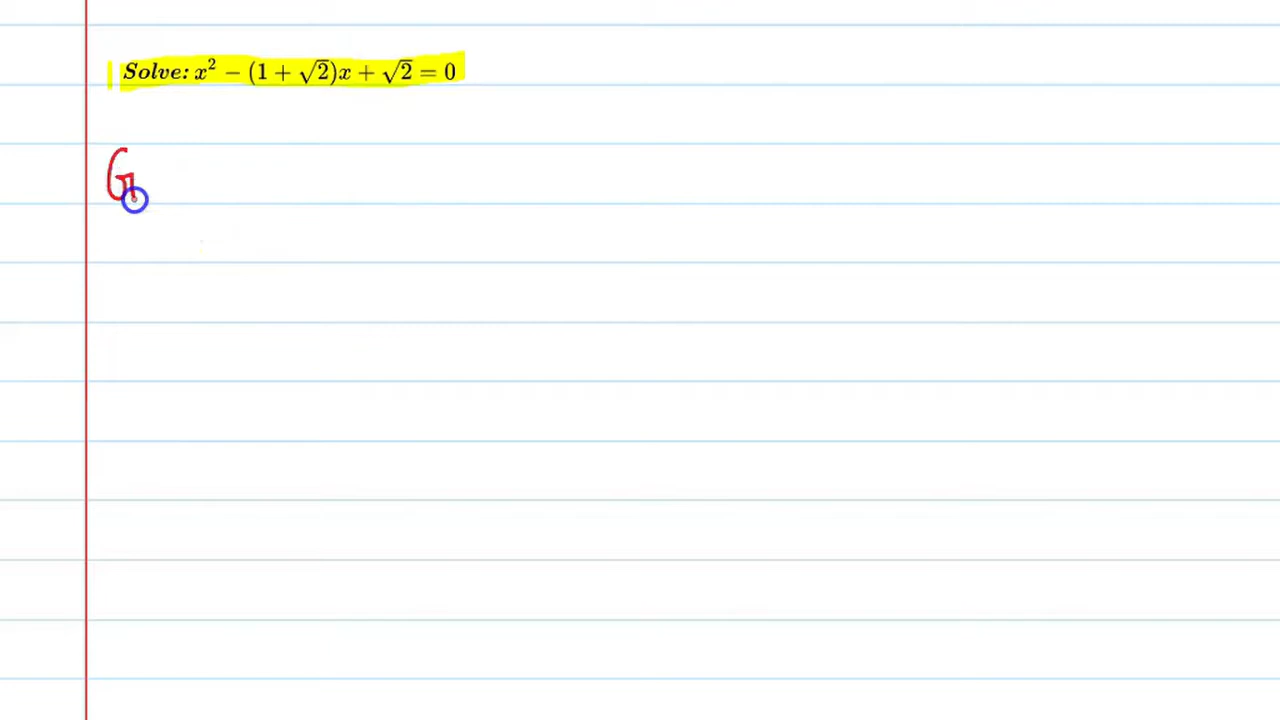 Solve: x² − (1 + √2)x + √2 = 0
G